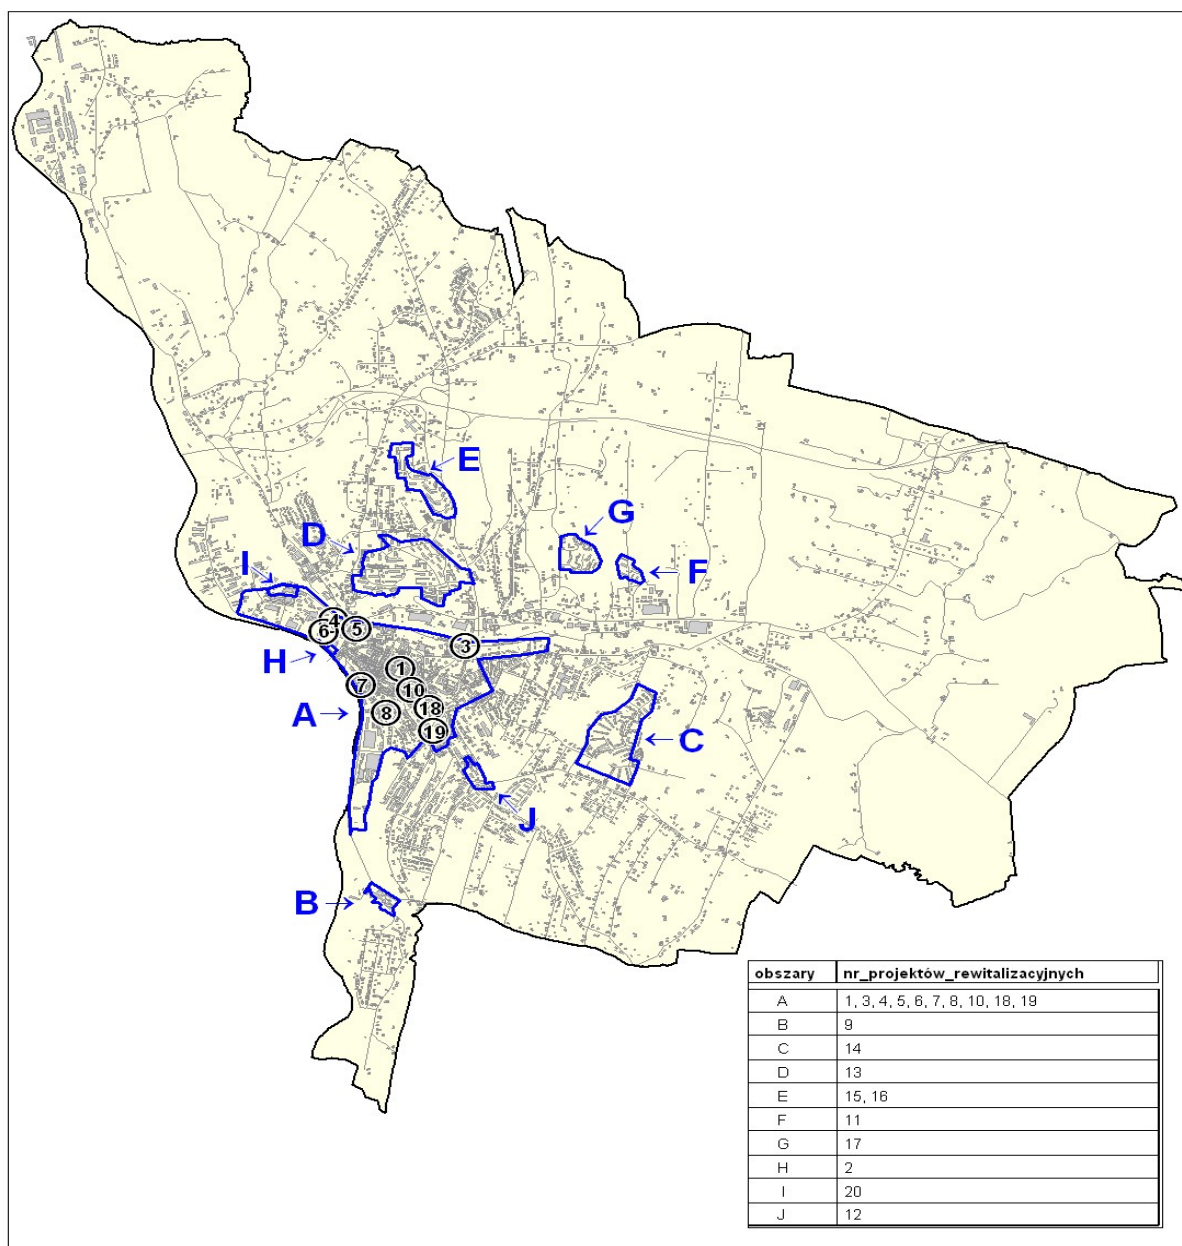 E
G
D
I
F
4
6
5
3
H
1
7
10
A
8
18
19
C
J
B
obszary nr_projektów_rewitalizacyjnych
A 1, 3, 4, 5, 6, 7, 8, 10, 18, 19
B 9
C 14
D 13
E 15, 16
F 11
G 17
H 2
I 20
J 12